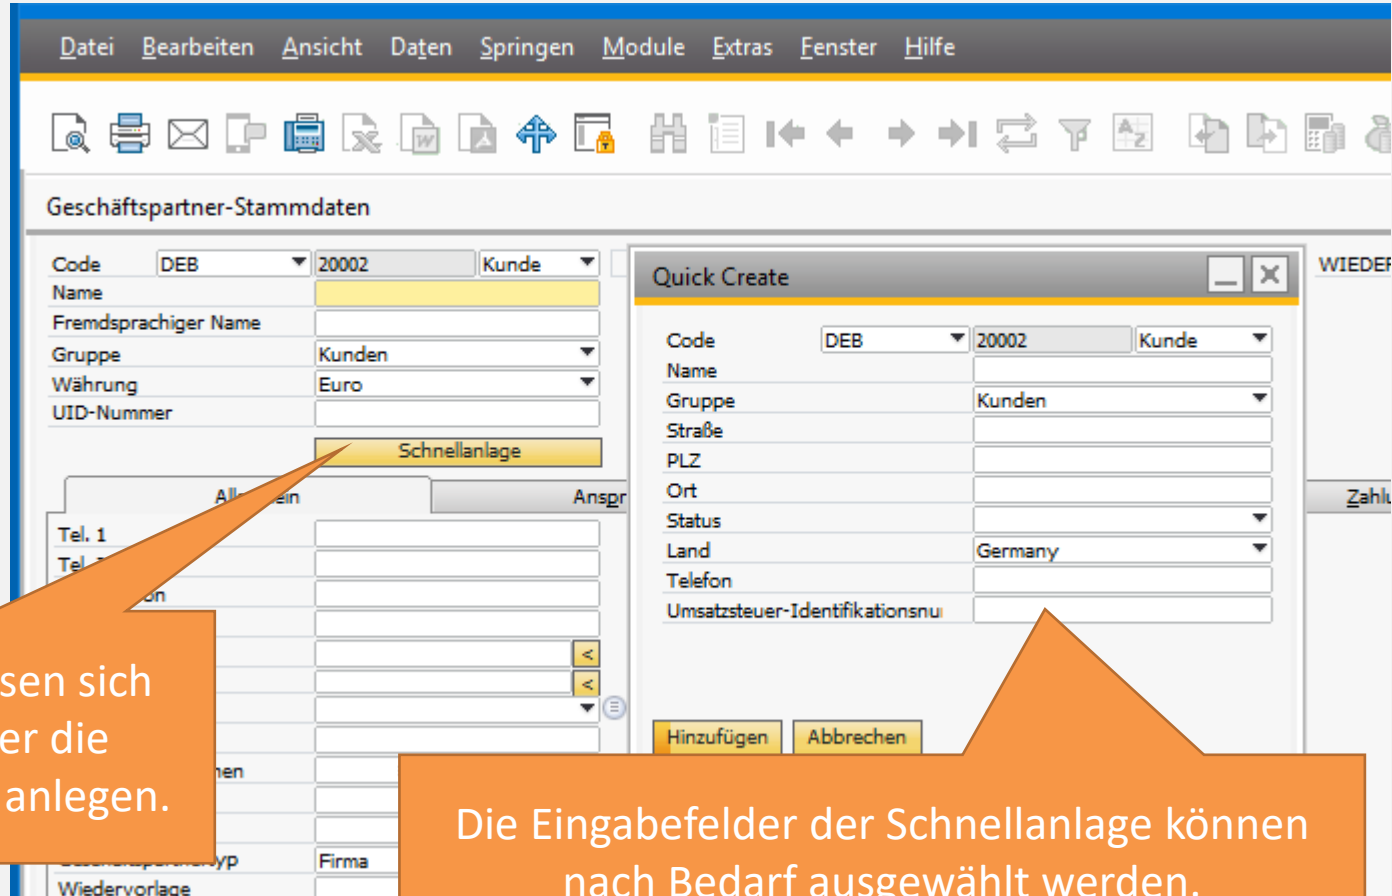 Datei Bearbeiten Ansicht Daten Springen Module Extras Fenster Hilfe
Geschäftspartner-Stammdaten
Code DEB 20002 Kunde
Name
Fremdsprachiger Name
Gruppe Kunden
Währung Euro
UID-Nummer
Schnellanlage
Tel. 1
Firma
Wiedervorlage
WIEDER
Quick Create
Code DEB 20002 Kunde
Name
Gruppe Kunden
Straße
PLZ
Ort
Status
Land Germany
Telefon
Umsatzsteuer-Identifikationsnu
Hinzufügen Abbrechen
sen sich
er die
anlegen.
Die Eingabefelder der Schnellanlage können
nach Bedarf ausgewählt werden.